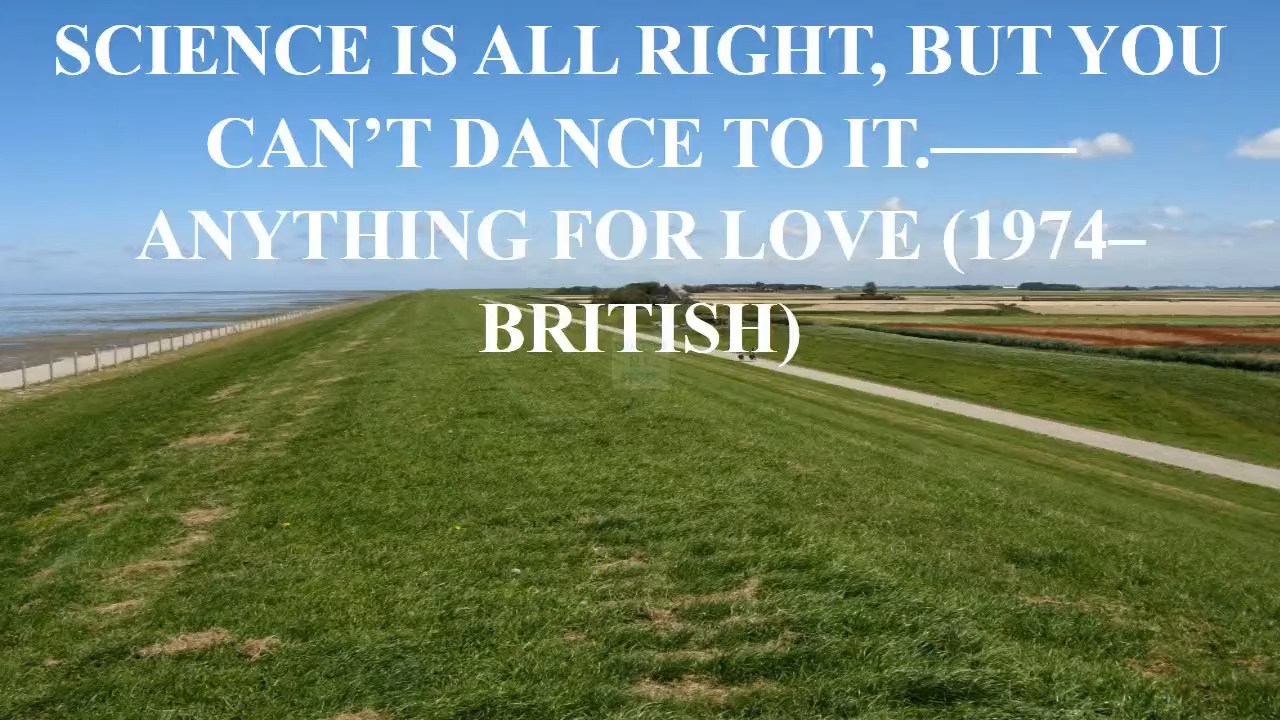 SCIENCE IS ALL RIGHT, BUT YOU
CAN’T DANCE TO IT.——
ANYTHING FOR LOVE (1974–
BRITISH)